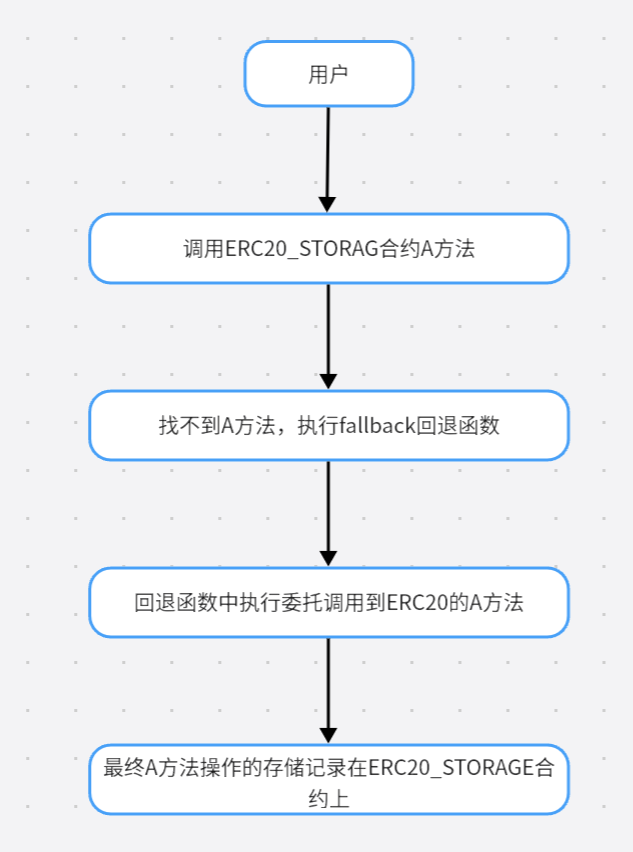 用户
调用ERC20_STORAG合约A方法
找不到A方法，执行fallback回退函数
回退函数中执行委托调用到ERC20的A方法
最终A方法操作的存储记录在ERC20_STORAGE合
约上